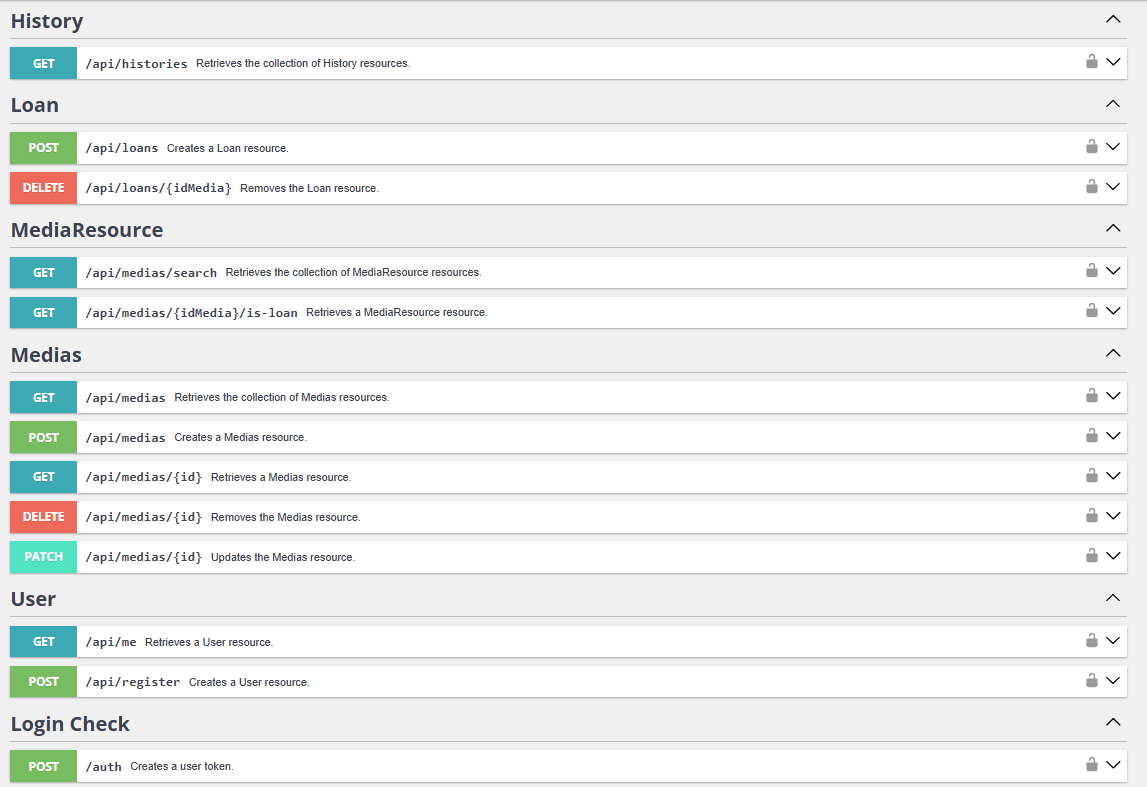 History
GET /api/histories Retrieves the collection of History resources.
Loan
POST /api/loans Creates a Loan resource.
DELETE /api/loans/{idMedia} Removes the Loan resource.
MediaResource
GET /api/medias/search Retrieves the collection of MediaResource resources.
GET /api/medias/{idMedia}/is-loan Retrieves a MediaResource resource.
Medias
GET /api/medias Retrieves the collection of Medias resources.
POST /api/medias Creates a Medias resource.
GET /api/medias/{id} Retrieves a Medias resource.
DELETE /api/medias/{id} Removes the Medias resource.
PATCH /api/medias/{id} Updates the Medias resource.
User
GET /api/me Retrieves a User resource.
POST /api/register Creates a User resource.
Login Check
POST /auth Creates a user token.